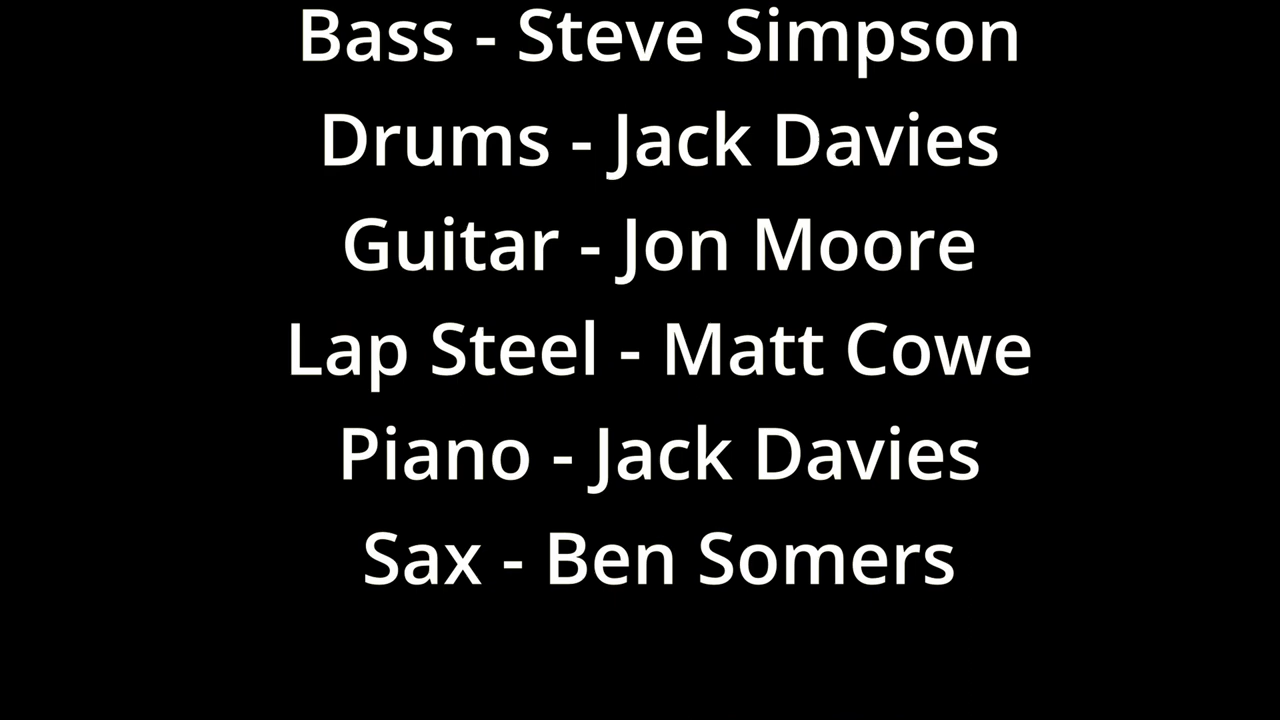 Bass - Steve Simpson
Drums - Jack Davies
Guitar - Jon Moore
Lap Steel - Matt Cowe
Piano - Jack Davies
Sax - Ben Somers